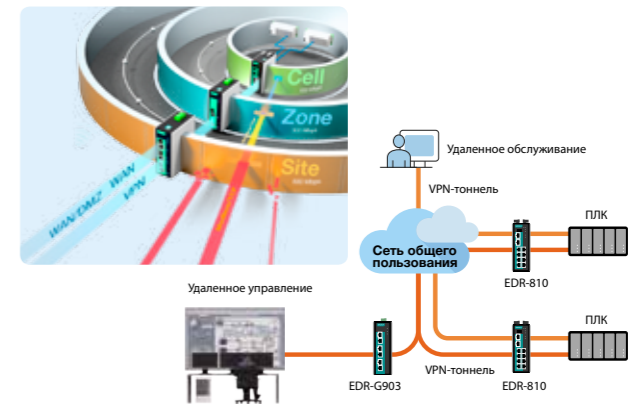 Cell
Zone
Site
WAN/DMZ WAN
VPN
Удаленное обслуживание
VPN-тоннель
ПЛК
Сеть общего
пользования
EDR-810
Удаленное управление
ПЛК
VPN-тоннель
EDR-G903
EDR-810